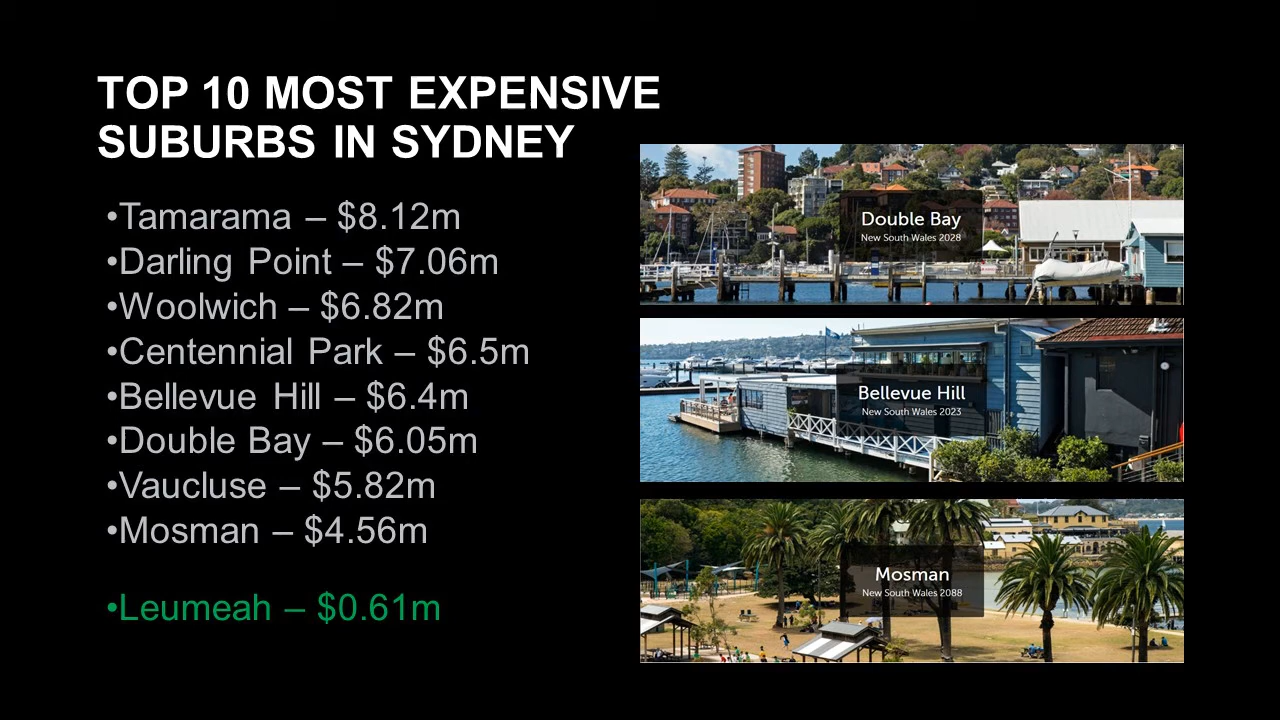 TOP 10 MOST EXPENSIVE
SUBURBS IN SYDNEY
•Tamarama – $8.12m
•Darling Point – $7.06m
•Woolwich – $6.82m
•Centennial Park – $6.5m
•Bellevue Hill – $6.4m
•Double Bay – $6.05m
•Vaucluse – $5.82m
•Mosman – $4.56m
•Leumeah – $0.61m
Double Bay
New South Wales 2028
Bellevue Hill
New South Wales 2023
Mosman
New South Wales 2088